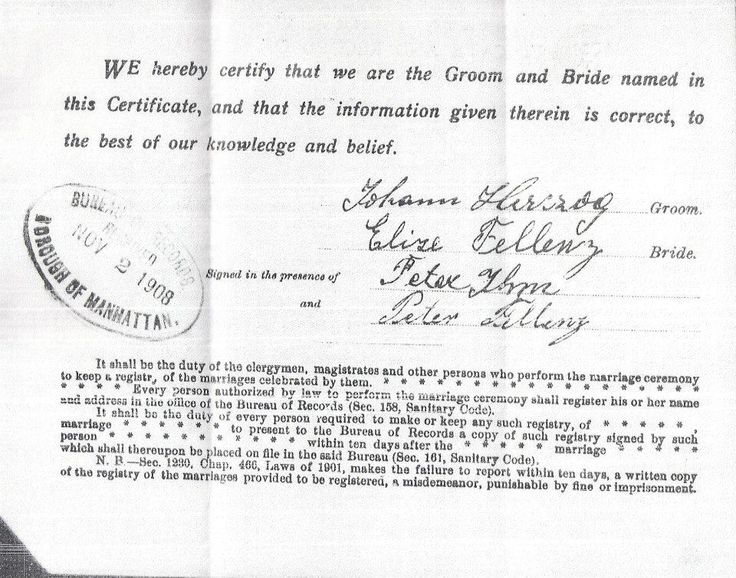 WE hereby certify that we are the Groom and Bride named in
this Certificate, and that the information given therein is correct, to
the best of our knowledge and belief.
Johann Herzog Groom.
Elize Fellenz Bride.
Signed in the presence of Peter
and Peter Fellenz
BUREAU RECORDS
NOV 2 1908
BOROUGH OF MANHATTAN.
It shall be the duty of the clergymen, magistrates and other persons who perform the marriage ceremony
to keep a registr, of the marriages celebrated by them. * * * * * * * * * * * * * * * *
* * * * * Every person authorized by law to perform the marriage ceremony shall register his or her name
and address in the office of the Bureau of Records (Sec. 158, Sanitary Code).
It shall be the duty of every person required to make or keep any such registry, of * * * * * ,
marriage * * * * * * * to present to the Bureau of Records a copy of such registry signed by such
person * * * * * * * * * * * * within ten days after the * * * * marriage * * * * *
which shall thereupon be placed on file in the said Bureau (Sec. 161, Sanitary Code).
N. B.—Sec. 1239, Chap. 466, Laws of 1901, makes the failure to report within ten days, a written copy
of the registry of the marriages provided to be registered, a misdemeanor, punishable by fine or imprisonment.